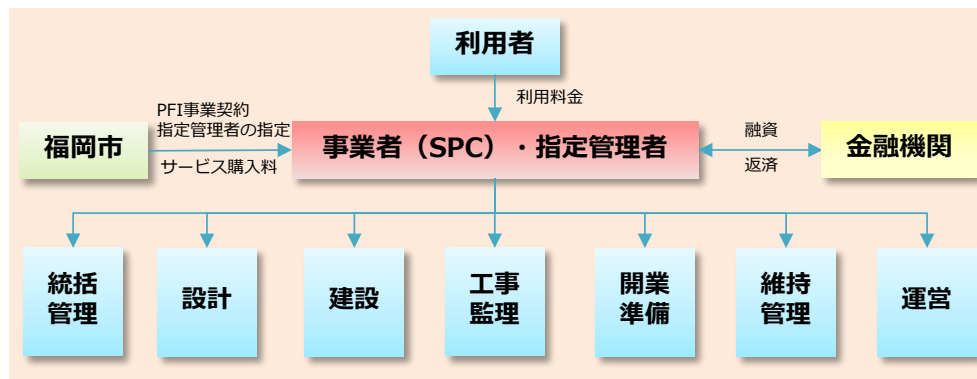 利用者
利用料金
PFI事業契約
指定管理者の指定
福岡市
サービス購入料
事業者（SPC）・指定管理者
融資
返済
金融機関
統括
管理
設計
建設
工事
監理
開業
準備
維持
管理
運営